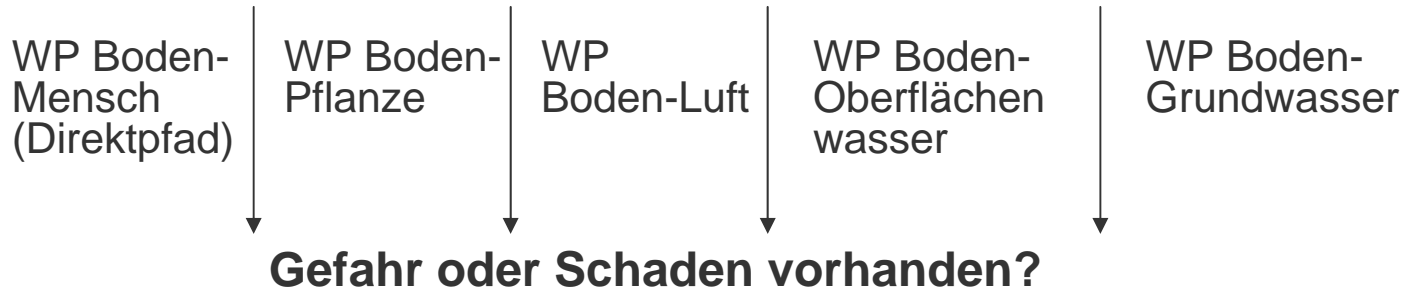 WP Boden-
Mensch
(Direktpfad)
WP Boden-
Pflanze
WP
Boden-Luft
WP Boden-
Oberflächen
wasser
WP Boden-
Grundwasser
Gefahr oder Schaden vorhanden?